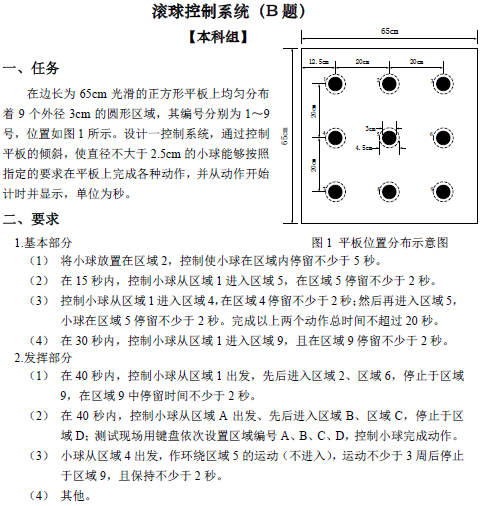 滚球控制系统（B 题）
【本科组】
一、任务
在边长为 65cm 光滑的正方形平板上均匀分布
着 9 个外径 3cm 的圆形区域，其编号分别为 1～9
号，位置如图 1 所示。设计一控制系统，通过控制
平板的倾斜，使直径不大于 2.5cm 的小球能够按照
指定的要求在平板上完成各种动作，并从动作开始
计时并显示，单位为秒。
65cm
12.5cm
20cm
20cm
65cm
20cm
20cm
3cm
4.5cm
图 1 平板位置分布示意图
二、要求
1.基本部分
（1） 将小球放置在区域 2，控制使小球在区域内停留不少于 5 秒。
（2） 在 15 秒内，控制小球从区域 1 进入区域 5，在区域 5 停留不少于 2 秒。
（3） 控制小球从区域 1 进入区域 4，在区域 4 停留不少于 2 秒；然后再进入区域 5，
小球在区域 5 停留不少于 2 秒。完成以上两个动作总时间不超过 20 秒。
（4） 在 30 秒内，控制小球从区域 1 进入区域 9，且在区域 9 停留不少于 2 秒。
2.发挥部分
（1） 在 40 秒内，控制小球从区域 1 出发，先后进入区域 2、区域 6，停止于区域
9，在区域 9 中停留时间不少于 2 秒。
（2） 在 40 秒内，控制小球从区域 A 出发、先后进入区域 B、区域 C，停止于区
域 D；测试现场用键盘依次设置区域编号 A、B、C、D，控制小球完成动作。
（3） 小球从区域 4 出发，作环绕区域 5 的运动（不进入），运动不少于 3 周后停止
于区域 9，且保持不少于 2 秒。
（4） 其他。